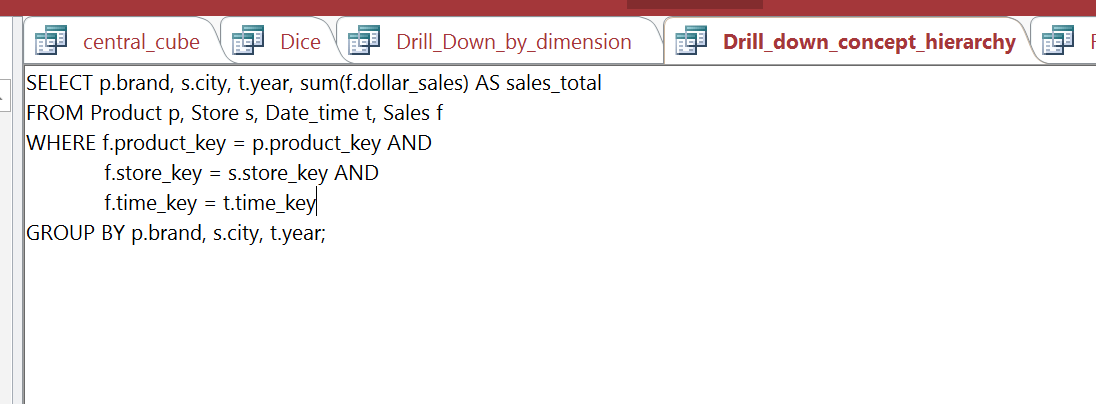 central_cube Dice Drill_Down_by_dimension Drill_down_concept_hierarchy
SELECT p.brand, s.city, t.year, sum(f.dollar_sales) AS sales_total
FROM Product p, Store s, Date_time t, Sales f
WHERE f.product_key = p.product_key AND
f.store_key = s.store_key AND
f.time_key = t.time_key
GROUP BY p.brand, s.city, t.year;